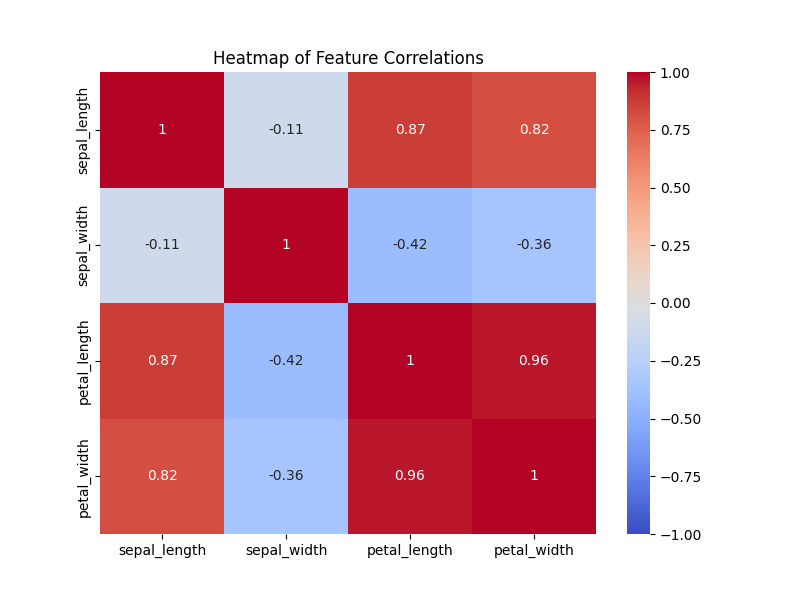 Heatmap of Feature Correlations
sepal_length
1
-0.11
0.87
0.82
sepal_width
-0.11
1
-0.42
-0.36
petal_length
0.87
-0.42
1
0.96
petal_width
0.82
-0.36
0.96
1
sepal_length
sepal_width
petal_length
petal_width
1.00
0.75
0.50
0.25
0.00
−0.25
−0.50
−0.75
−1.00